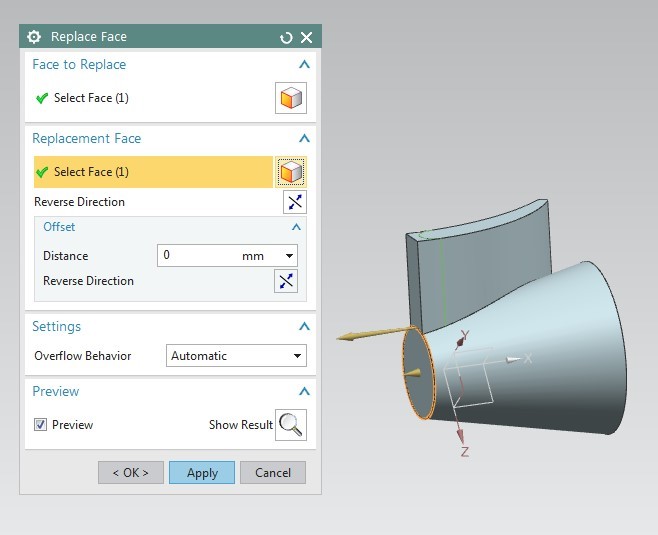 Replace Face
Face to Replace
Select Face (1)
Replacement Face
Select Face (1)
Reverse Direction
Offset
Distance 0 mm
Reverse Direction
Settings
Overflow Behavior Automatic
Preview
Preview Show Result
< OK > Apply Cancel
Y
X
Z